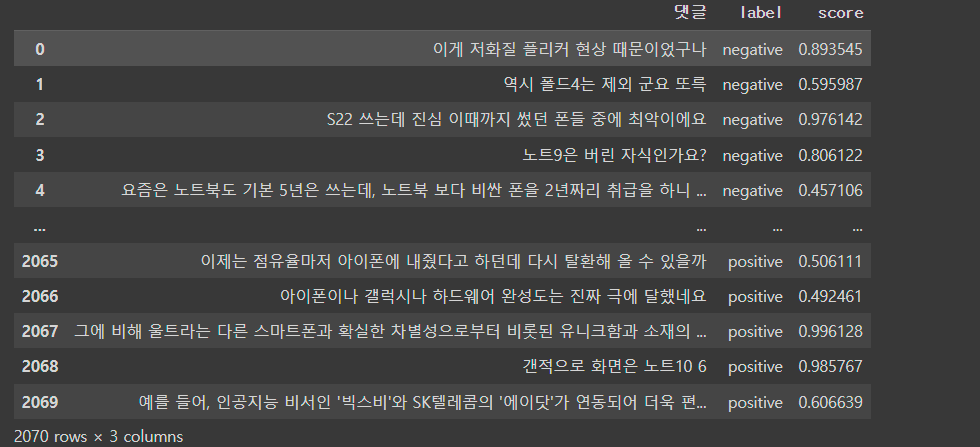 댓글 label score
0 이게 저화질 플리커 현상 때문이었구나 negative 0.893545
1 역시 폴드4는 제외 군요 또륵 negative 0.595987
2 S22 쓰는데 진심 이때까지 썼던 폰들 중에 최악이에요 negative 0.976142
3 노트9은 버린 자식인가요? negative 0.806122
4 요즘은 노트북도 기본 5년은 쓰는데, 노트북 보다 비싼 폰을 2년짜리 취급을 하니 ... negative 0.457106
... ... ... ...
2065 이제는 점유율마저 아이폰에 내줬다고 하던데 다시 탈환해 올 수 있을까 positive 0.506111
2066 아이폰이나 갤럭시나 하드웨어 완성도는 진짜 극에 달했네요 positive 0.492461
2067 그에 비해 울트라는 다른 스마트폰과 확실한 차별성으로부터 비롯된 유니크함과 소재의 ... positive 0.996128
2068 갠적으로 화면은 노트10 6 positive 0.985767
2069 예를 들어, 인공지능 비서인 '빅스비'와 SK텔레콤의 '에이닷'가 연동되어 더욱 편... positive 0.606639
2070 rows × 3 columns